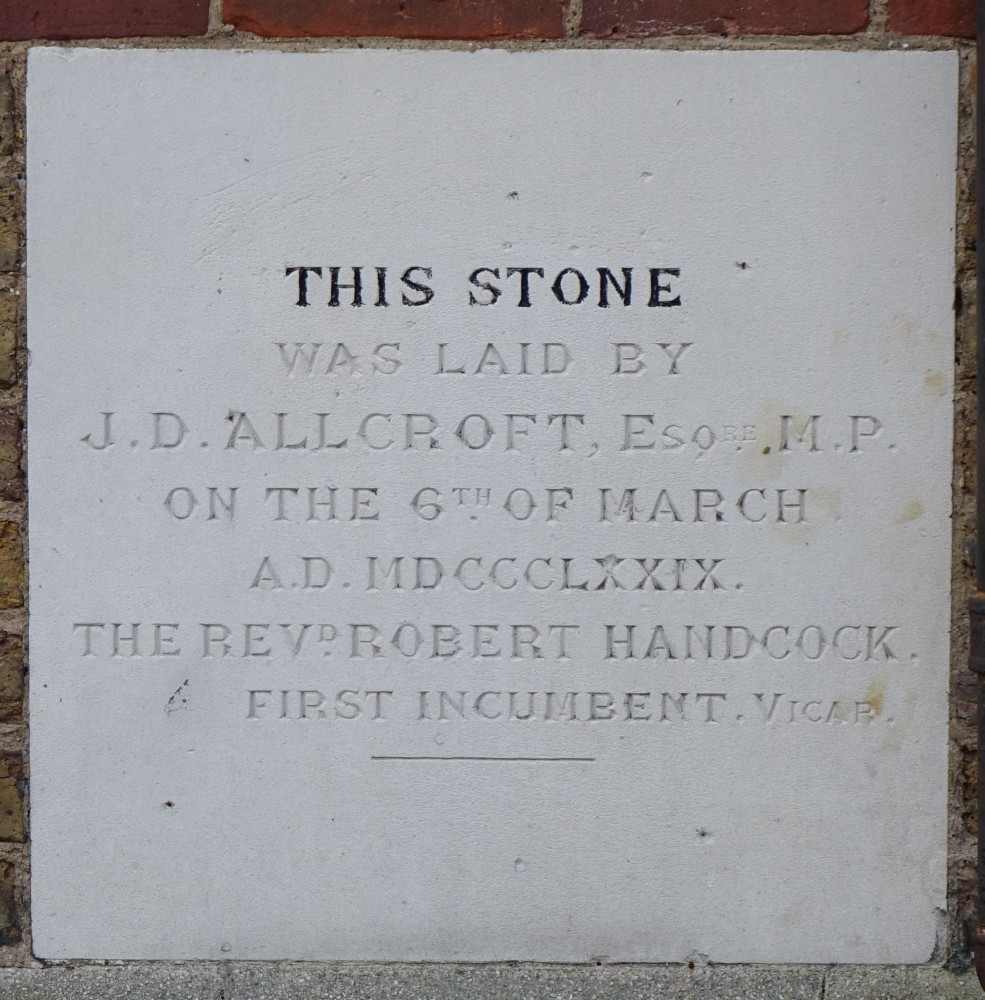 THIS STONE
WAS LAID BY
J.D. ALLCROFT, ESQRE. M.P.
ON THE 6TH. OF MARCH
A.D. MDCCCLXXIX.
THE REVD. ROBERT HANDCOCK.
FIRST INCUMBENT. VICAR.